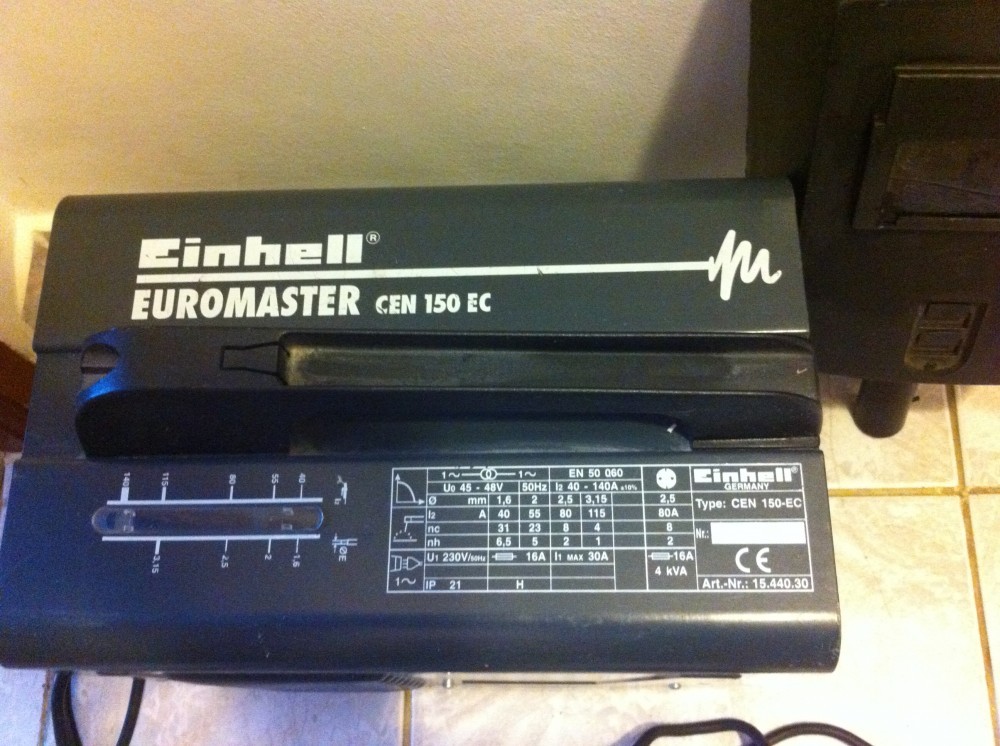 Einhell®
EUROMASTER CEN 150 EC
140 115 80 55 40
3,15 2,5 2 1,6
I₂
ØE
1~ 1~ EN 50 060
U₀ 45 - 48V 50Hz I₂ 40 - 140A ±10%
Ø mm 1,6 2 2,5 3,15 2,5
I₂ A 40 55 80 115 80A
nc 31 23 8 4 8
nh 6,5 5 2 1 2
U₁ 230V/50Hz 16A I₁ MAX 30A 16A
4 kVA
1~
IP 21 H
Einhell®
GERMANY
Type: CEN 150-EC
Nr.:
CE
Art.-Nr.: 15.440.30